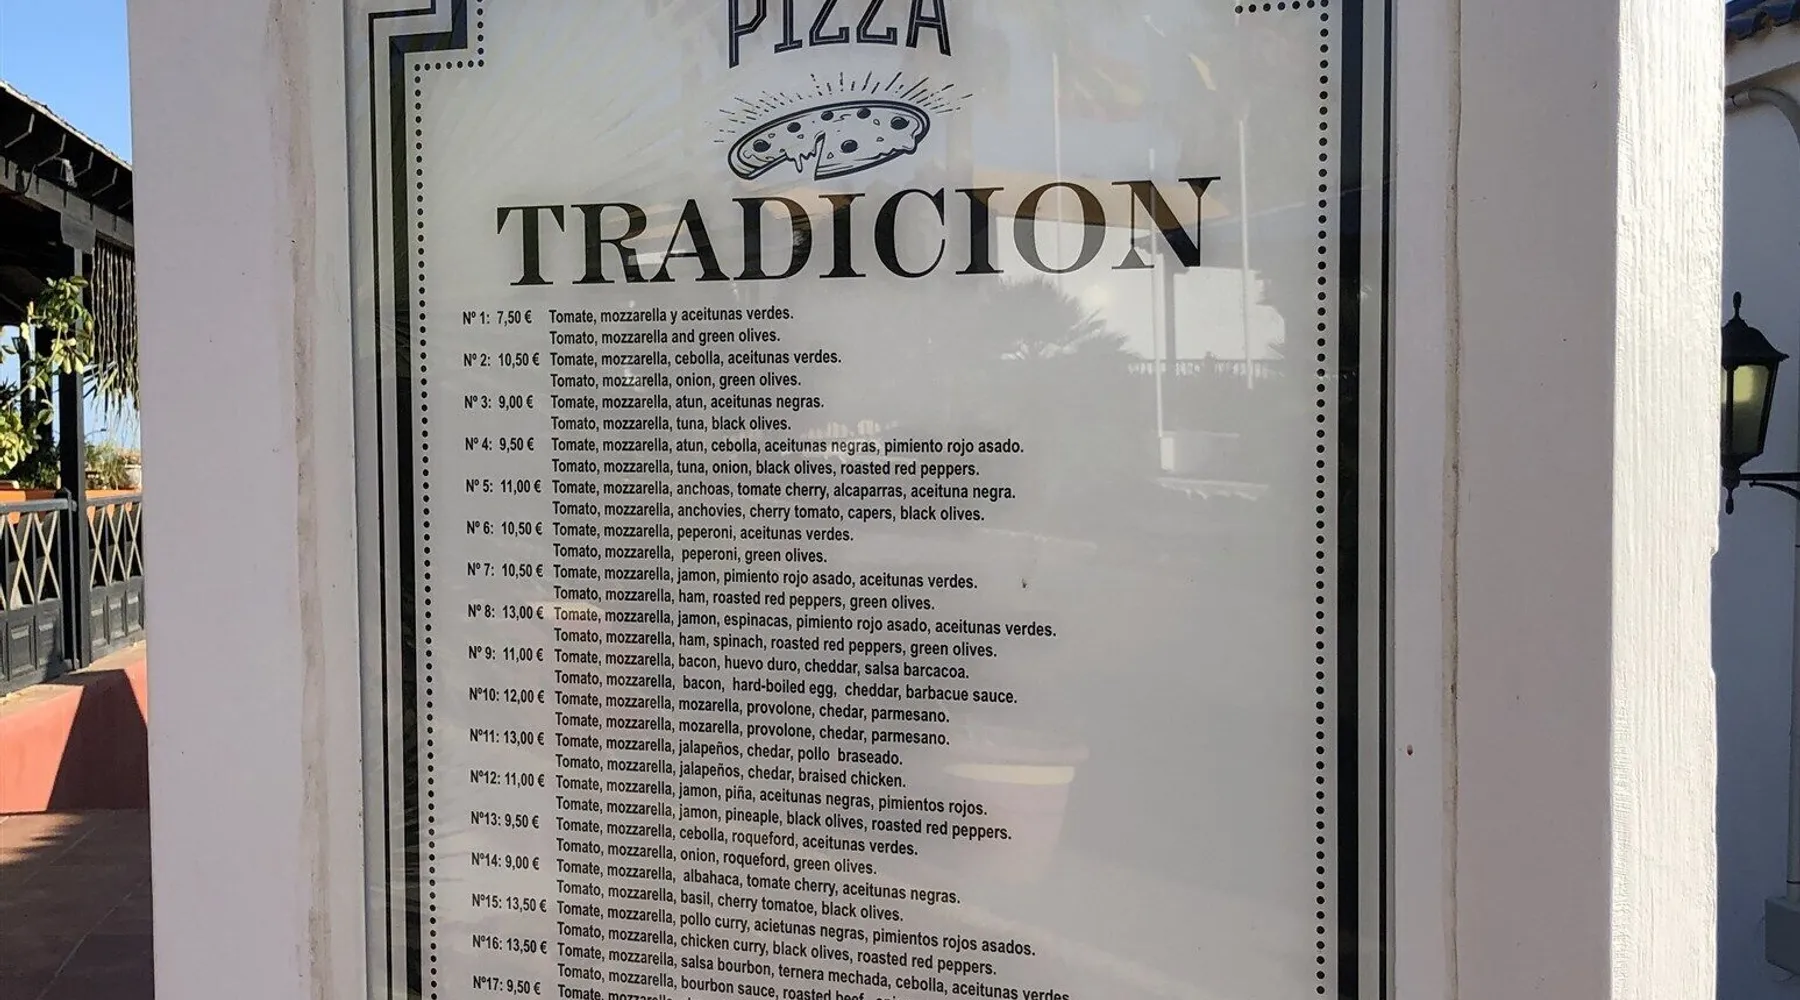 PIZZA
TRADICION
Nº 1: 7,50 € Tomate, mozzarella y aceitunas verdes.
Tomato, mozzarella and green olives.
Nº 2: 10,50 € Tomate, mozzarella, cebolla, aceitunas verdes.
Tomato, mozzarella, onion, green olives.
Nº 3: 9,00 € Tomate, mozzarella, atun, aceitunas negras.
Tomato, mozzarella, tuna, black olives.
Nº 4: 9,50 € Tomate, mozzarella, atun, cebolla, aceitunas negras, pimiento rojo asado.
Tomato, mozzarella, tuna, onion, black olives, roasted red peppers.
Nº 5: 11,00 € Tomate, mozzarella, anchoas, tomate cherry, alcaparras, aceituna negra.
Tomato, mozzarella, anchovies, cherry tomato, capers, black olives.
Nº 6: 10,50 € Tomate, mozzarella, peperoni, aceitunas verdes.
Tomato, mozzarella, peperoni, green olives.
Nº 7: 10,50 € Tomate, mozzarella, jamon, pimiento rojo asado, aceitunas verdes.
Tomato, mozzarella, ham, roasted red peppers, green olives.
Nº 8: 13,00 € Tomate, mozzarella, jamon, espinacas, pimiento rojo asado, aceitunas verdes.
Tomato, mozzarella, ham, spinach, roasted red peppers, green olives.
Nº 9: 11,00 € Tomate, mozzarella, bacon, huevo duro, cheddar, salsa barcacoa.
Tomato, mozzarella, bacon, hard-boiled egg, cheddar, barbacue sauce.
Nº10: 12,00 € Tomate, mozzarella, mozarella, provolone, chedar, parmesano.
Tomate, mozzarella, mozarella, provolone, chedar, parmesano.
Nº11: 13,00 € Tomate, mozzarella, jalapeños, chedar, pollo braseado.
Tomato, mozzarella, jalapeños, chedar, braised chicken.
Nº12: 11,00 € Tomate, mozzarella, jamon, piña, aceitunas negras, pimientos rojos.
Tomate, mozzarella, jamon, pineaple, black olives, roasted red peppers.
Nº13: 9,50 € Tomate, mozzarella, cebolla, roqueford, aceitunas verdes.
Tomato, mozzarella, onion, roqueford, green olives.
Nº14: 9,00 € Tomate, mozzarella, albahaca, tomate cherry, aceitunas negras.
Tomato, mozzarella, basil, cherry tomatoe, black olives.
Nº15: 13,50 € Tomate, mozzarella, pollo curry, acietunas negras, pimientos rojos asados.
Tomato, mozzarella, chicken curry, black olives, roasted red peppers.
Nº16: 13,50 € Tomate, mozzarella, salsa bourbon, ternera mechada, cebolla, aceitunas verdes
Tomato, mozzarella, bourbon sauce, roasted beef,
Nº17: 9,50 € Tomate, mozzarella,